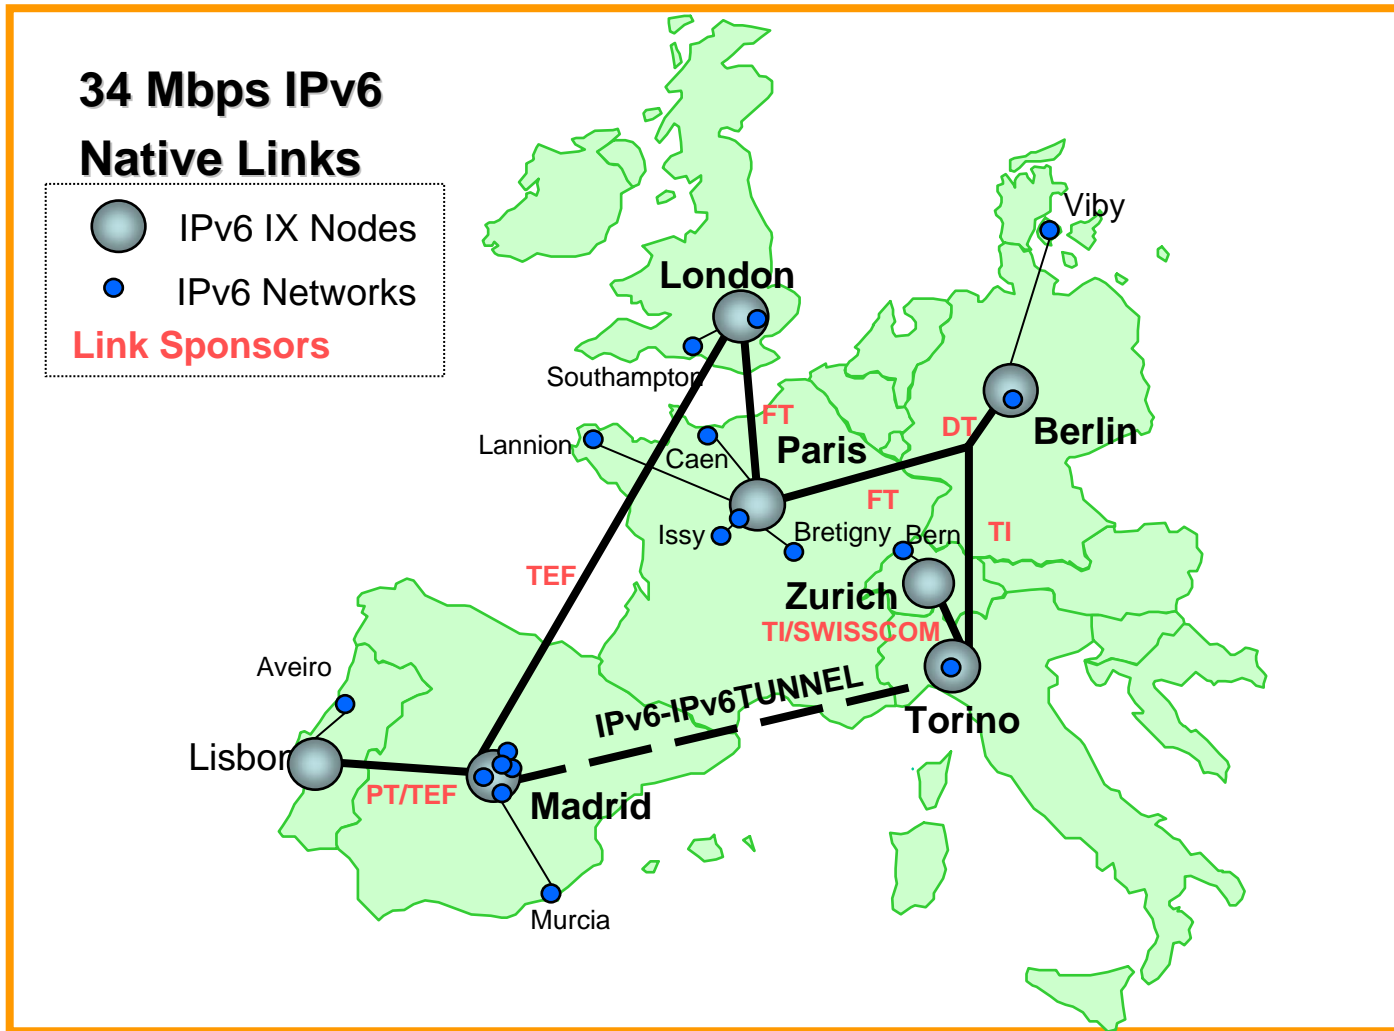 34 Mbps IPv6
Native Links
IPv6 IX Nodes
IPv6 Networks
Link Sponsors
Viby
London
Southampton
FT
DT
Berlin
Lannion
Caen
Paris
FT
Issy
Bretigny
Bern
TI
TEF
Zurich
TI/SWISSCOM
Aveiro
IPv6-IPv6TUNNEL
Torino
Lisbor
PT/TEF
Madrid
Murcia